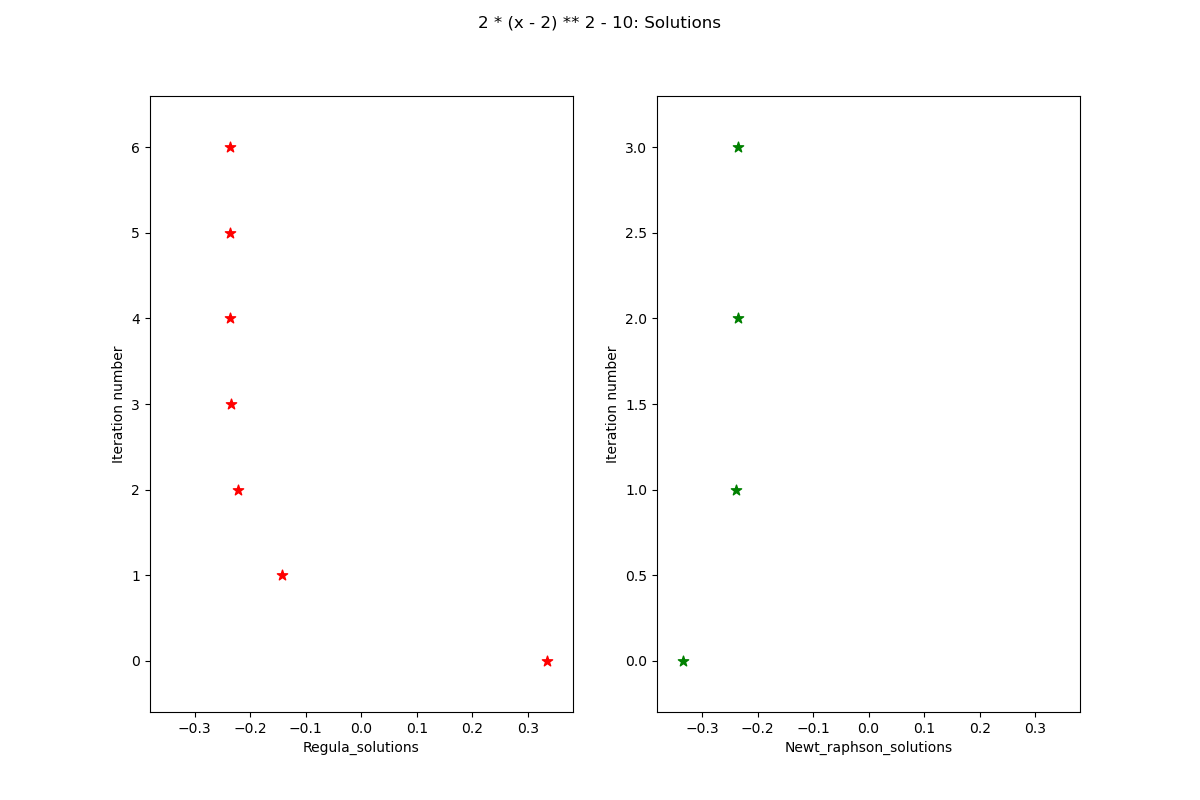 2 * (x - 2) ** 2 - 10: Solutions
6
5
4
3
2
1
0
Iteration number
−0.3 −0.2 −0.1 0.0 0.1 0.2 0.3
Regula_solutions
3.0
2.5
2.0
1.5
1.0
0.5
0.0
Iteration number
−0.3 −0.2 −0.1 0.0 0.1 0.2 0.3
Newt_raphson_solutions